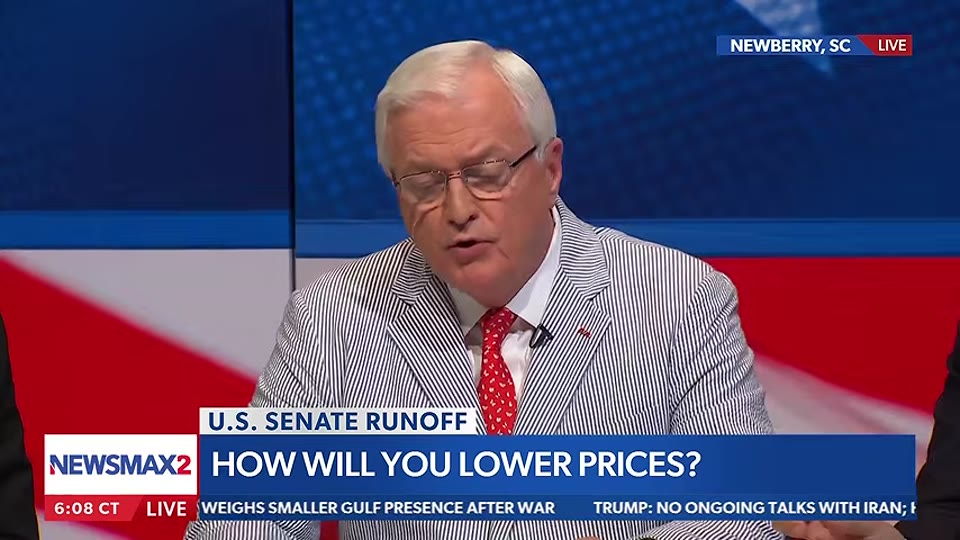 NEWBERRY, SC LIVE
U.S. SENATE RUNOFF
NEWSMAX2
HOW WILL YOU LOWER PRICES?
6:08 CT LIVE
WEIGHS SMALLER GULF PRESENCE AFTER WAR TRUMP: NO ONGOING TALKS WITH IRAN;